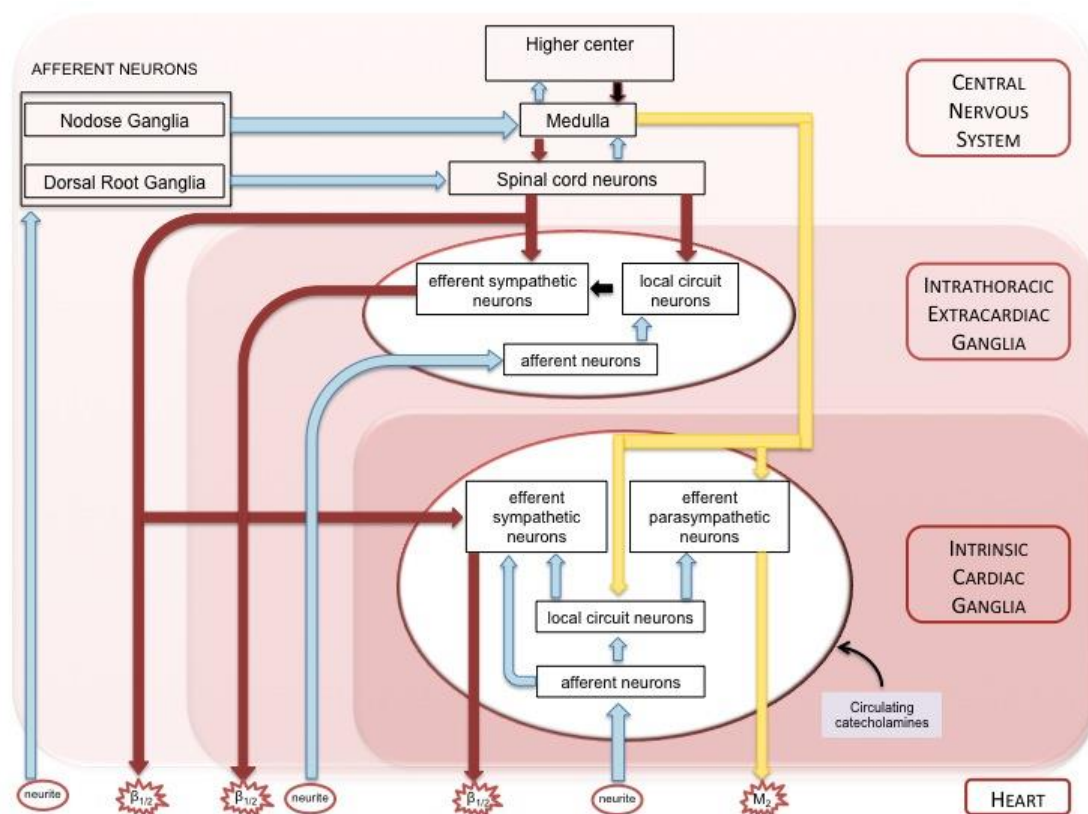 Higher center
AFFERENT NEURONS
CENTRAL
NERVOUS
SYSTEM
Nodose Ganglia
Medulla
Dorsal Root Ganglia
Spinal cord neurons
efferent sympathetic
neurons
local circuit
neurons
INTRATHORACIC
EXTRACARDIAC
GANGLIA
afferent neurons
efferent
sympathetic
neurons
efferent
parasympathetic
neurons
INTRINSIC
CARDIAC
GANGLIA
local circuit neurons
afferent neurons
Circulating
catecholamines
neurite
β1/2
β1/2
neurite
β1/2
neurite
M2
HEART